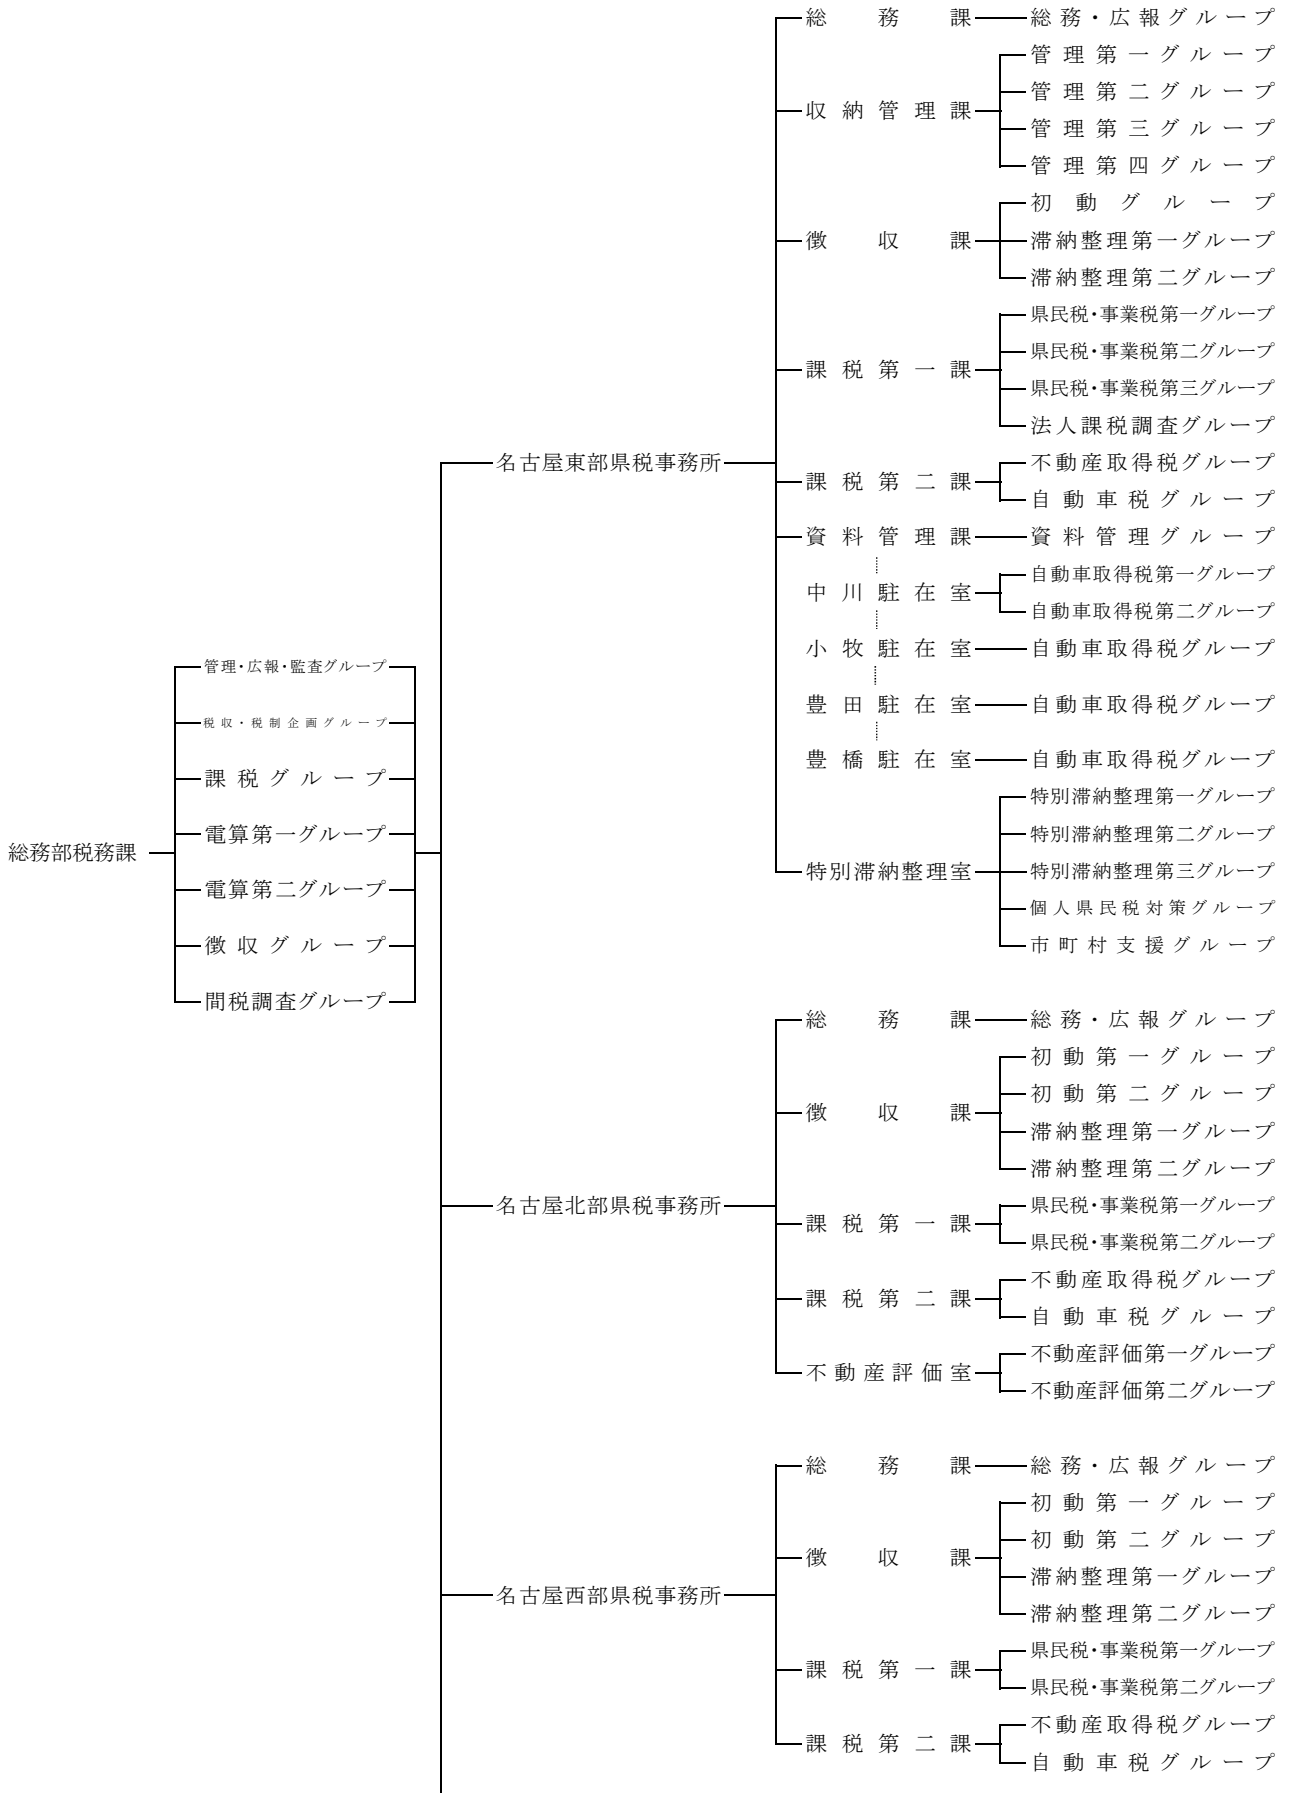 総務課 総務・広報グループ
管理第一グループ
管理第二グループ
収納管理課
管理第三グループ
管理第四グループ
初動グループ
徴収課 滞納整理第一グループ
滞納整理第二グループ
県民税・事業税第一グループ
県民税・事業税第二グループ
課税第一課
県民税・事業税第三グループ
法人課税調査グループ
名古屋東部県税事務所 不動産取得税グループ
課税第二課
自動車税グループ
資料管理課 資料管理グループ
自動車取得税第一グループ
中川駐在室
自動車取得税第二グループ
小牧駐在室 自動車取得税グループ
管理・広報・監査グループ
豊田駐在室 自動車取得税グループ
税収・税制企画グループ
豊橋駐在室 自動車取得税グループ
課税グループ
特別滞納整理第一グループ
電算第一グループ 特別滞納整理第二グループ
総務部税務課
特別滞納整理室 特別滞納整理第三グループ
電算第二グループ
個人県民税対策グループ
徴収グループ 市町村支援グループ
間税調査グループ
総務課 総務・広報グループ
初動第一グループ
初動第二グループ
徴収課
滞納整理第一グループ
滞納整理第二グループ
名古屋北部県税事務所 県民税・事業税第一グループ
課税第一課
県民税・事業税第二グループ
不動産取得税グループ
課税第二課
自動車税グループ
不動産評価第一グループ
不動産評価室
不動産評価第二グループ
総務課 総務・広報グループ
初動第一グループ
初動第二グループ
徴収課
滞納整理第一グループ
名古屋西部県税事務所
滞納整理第二グループ
県民税・事業税第一グループ
課税第一課
県民税・事業税第二グループ
不動産取得税グループ
課税第二課
自動車税グループ